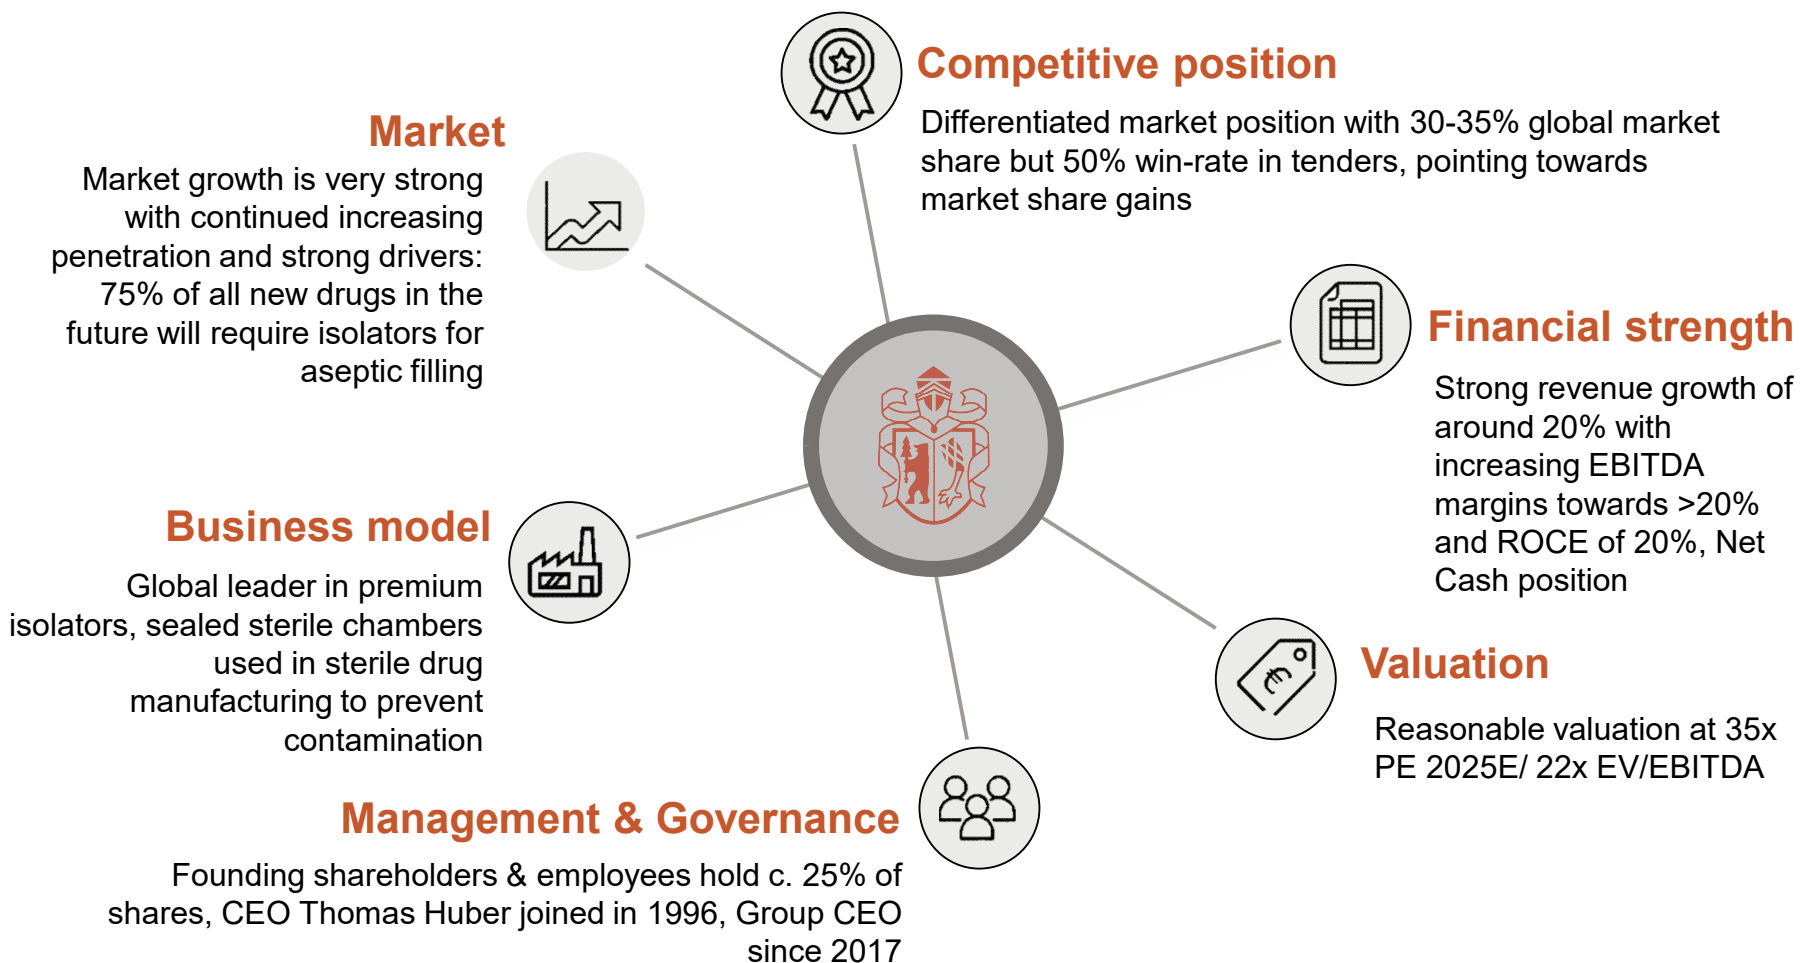 Competitive position
Differentiated market position with 30-35% global market
share but 50% win-rate in tenders, pointing towards
market share gains
Market
Market growth is very strong
with continued increasing
penetration and strong drivers:
75% of all new drugs in the
future will require isolators for
aseptic filling
Financial strength
Strong revenue growth of
around 20% with
increasing EBITDA
margins towards >20%
and ROCE of 20%, Net
Cash position
Business model
Global leader in premium
isolators, sealed sterile chambers
used in sterile drug
manufacturing to prevent
contamination
Valuation
€
Reasonable valuation at 35x
PE 2025E/ 22x EV/EBITDA
Management & Governance
Founding shareholders & employees hold c. 25% of
shares, CEO Thomas Huber joined in 1996, Group CEO
since 2017